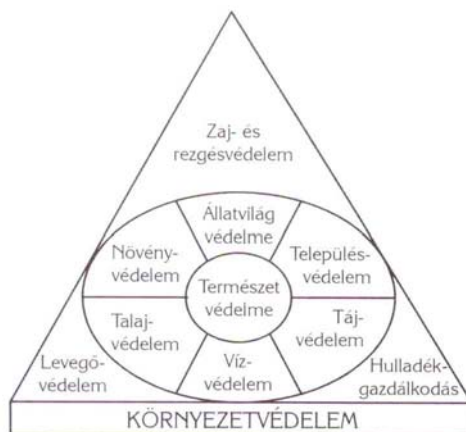 Zaj- és
rezgésvédelem
Állatvilág
védelme
Növény-
védelem
Település-
védelem
Természet
védelme
Talaj-
védelem
Táj-
védelem
Víz-
védelem
Levegő-
védelem
Hulladék-
gazdálkodás
KÖRNYEZETVÉDELEM